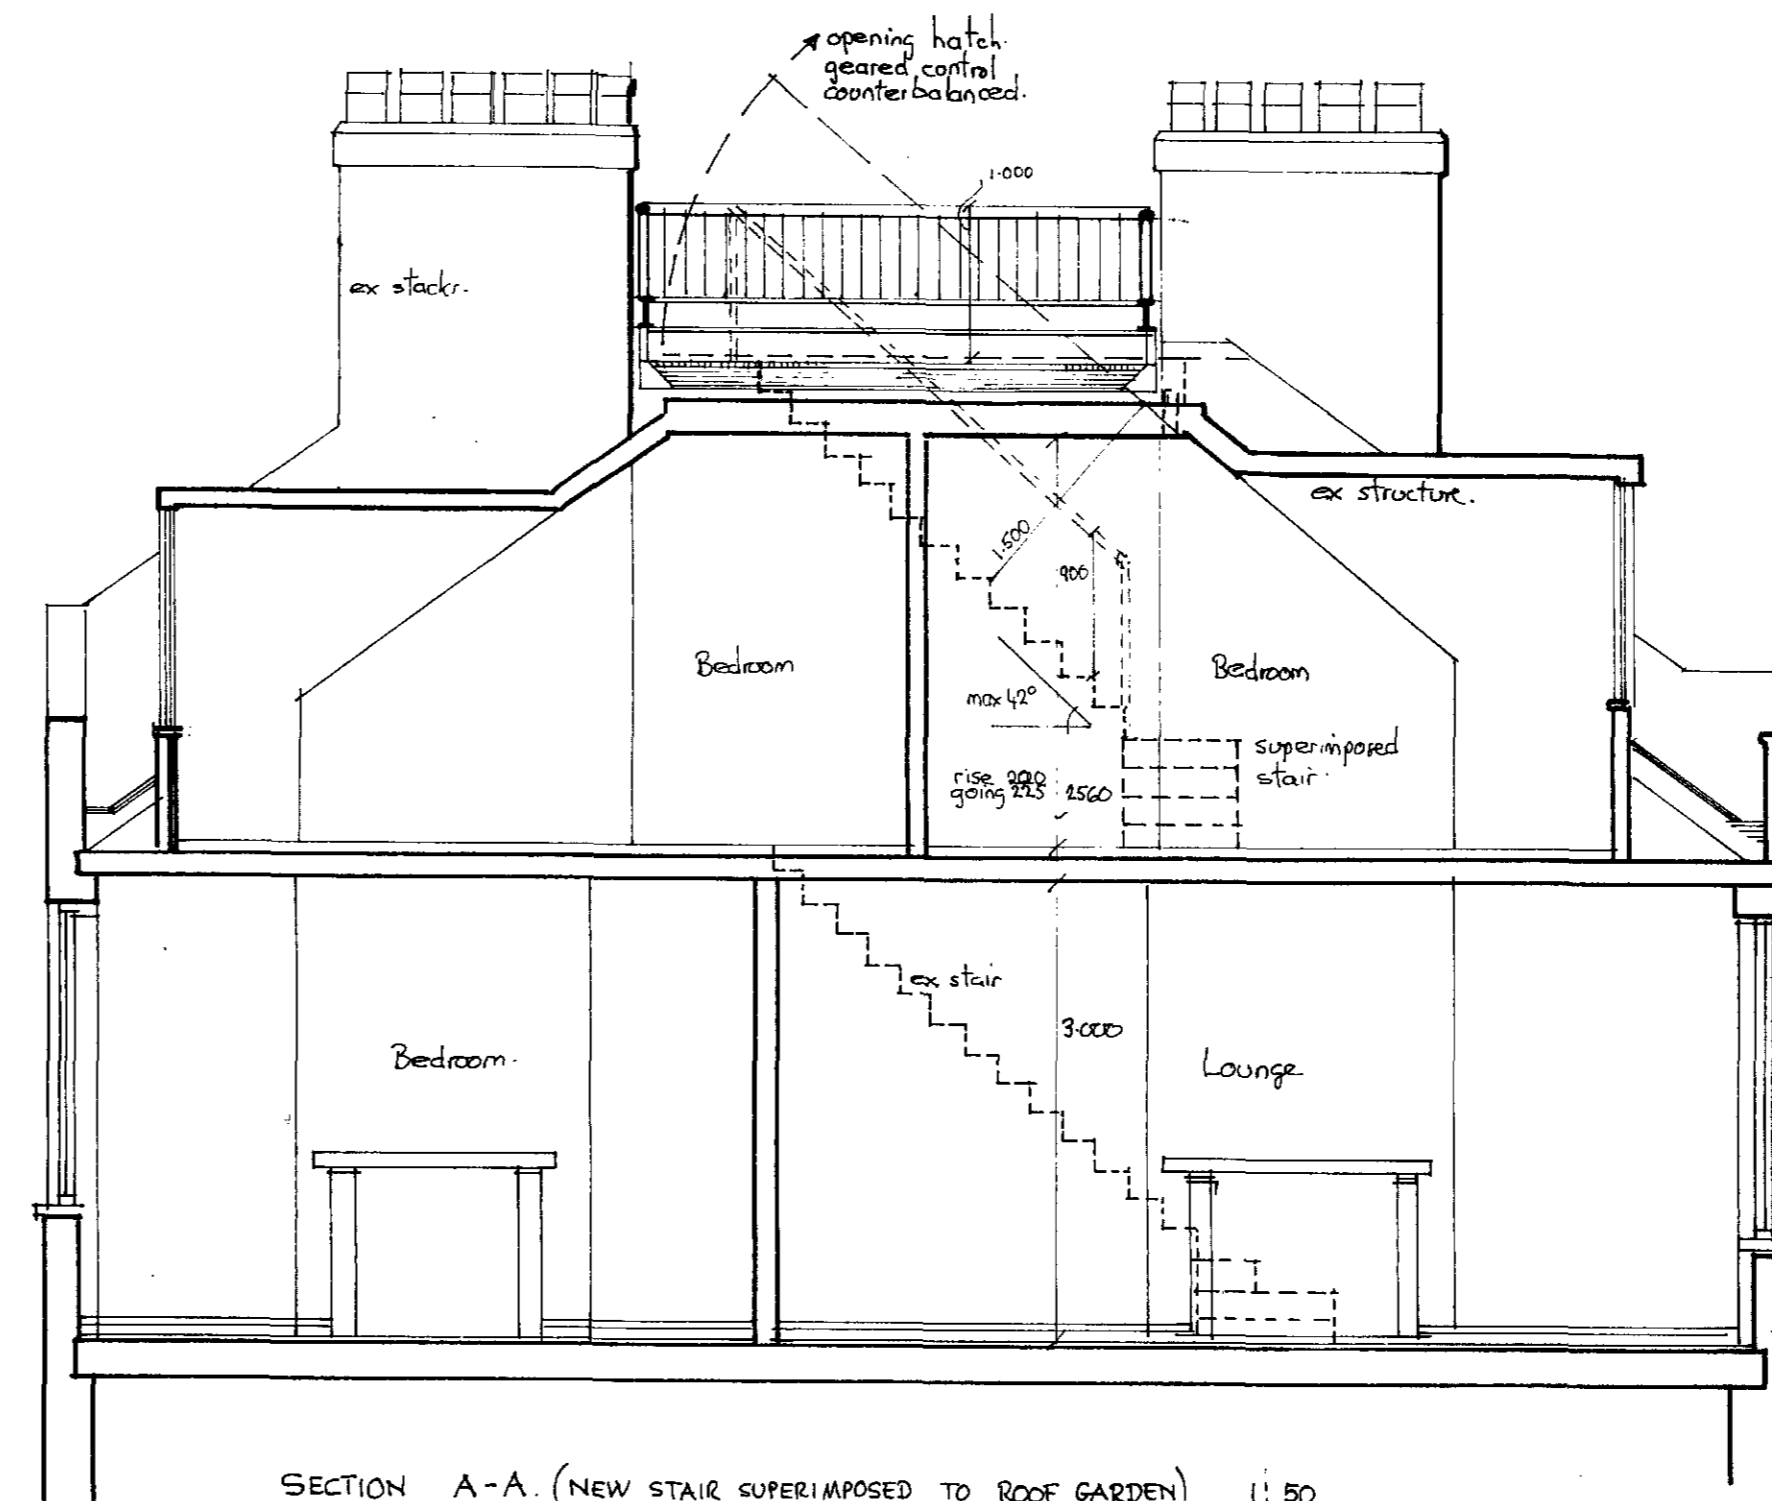 opening hatch.
geared control
counterbalanced.
1.000
ex stacks.
ex structure.
1.500
900
Bedroom
Bedroom
max 42°
superimposed
stair.
rise 200
going 225
2560
ex stair
3.000
Bedroom.
Lounge
SECTION A-A. (NEW STAIR SUPERIMPOSED TO ROOF GARDEN) 1:50